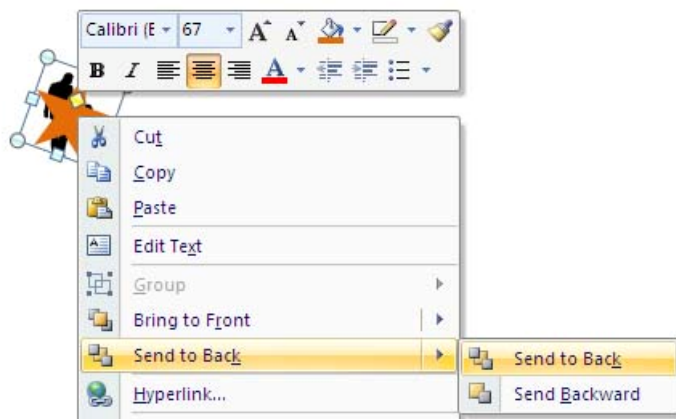 Calibri (E 67 A A
B I A
Cut
Copy
Paste
A
Edit Text
Group
Bring to Front
Send to Back
Send to Back
Hyperlink...
Send Backward